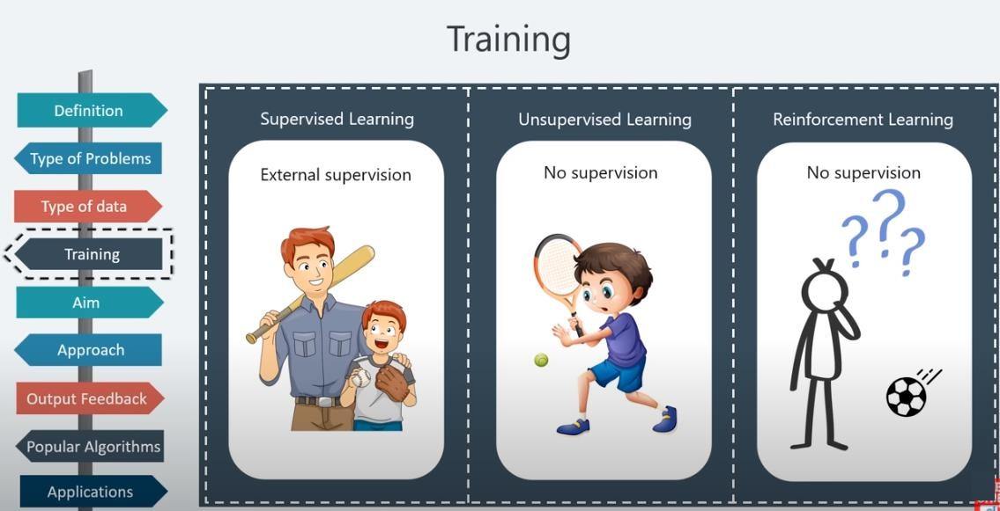 Training
Definition
Type of Problems
Type of data
Training
Aim
Approach
Output Feedback
Popular Algorithms
Applications
Supervised Learning
External supervision
Unsupervised Learning
No supervision
Reinforcement Learning
No supervision
???